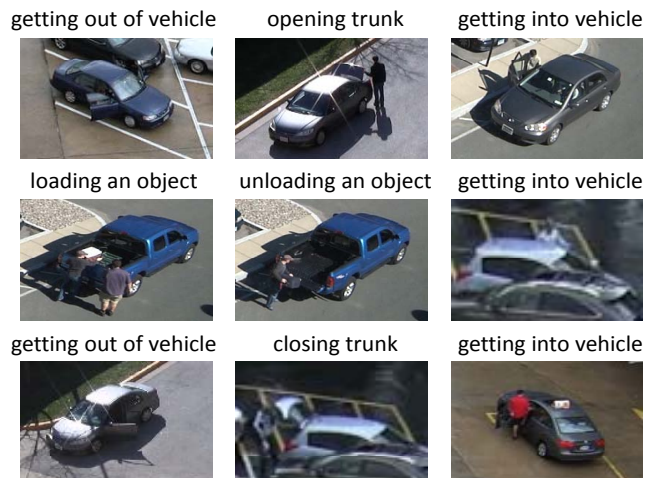 getting out of vehicle
opening trunk
getting into vehicle
loading an object
unloading an object
getting into vehicle
getting out of vehicle
closing trunk
getting into vehicle